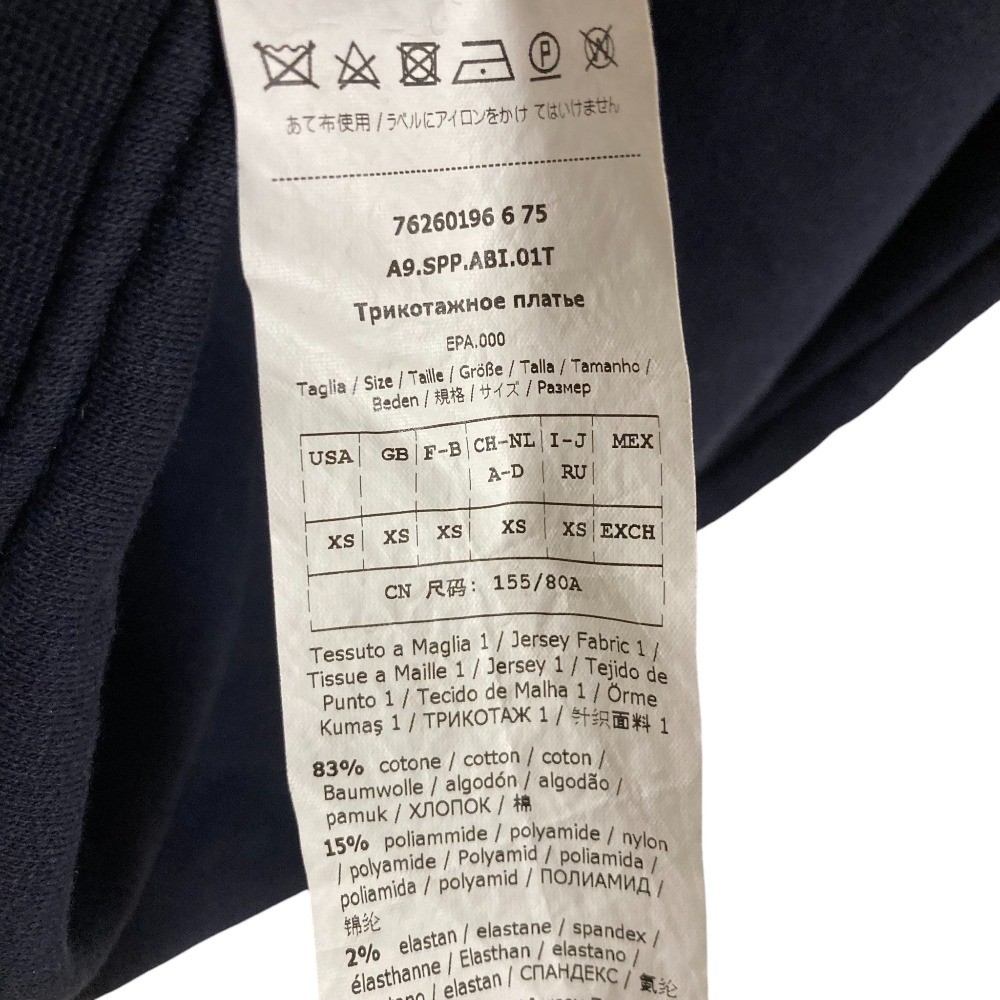 あて布使用 / ラベルにアイロンをかけ てはいけません
76260196 6 75
A9.SPP.ABI.01T
Трикотажное платье
EPA.000
Taglia / Size / Taille / Größe / Talla / Tamanho /
Beden / 規格 / サイズ / Размер
USA GB F-B CH-NL I-J MEX
A-D RU
XS XS XS XS XS EXCH
CN 尺码: 155/80A
Tessuto a Maglia 1 / Jersey Fabric 1 /
Tissue a Maille 1 / Jersey 1 / Tejido de
Punto 1 / Tecido de Malha 1 / Örme
Kumaş 1 / ТРИКОТАЖ 1 / 针织面料 1
83% cotone / cotton / coton /
Baumwolle / algodón / algodão /
pamuk / ХЛОПОК / 棉
15% poliammide / polyamide / nylon
/ polyamide / Polyamid / poliamida /
poliamida / polyamid / ПОЛИАМИД /
锦纶
2% elastan / elastane / spandex /
élasthanne / Elasthan / elastano /
/ elastan / СПАНДЕКС / 氨纶